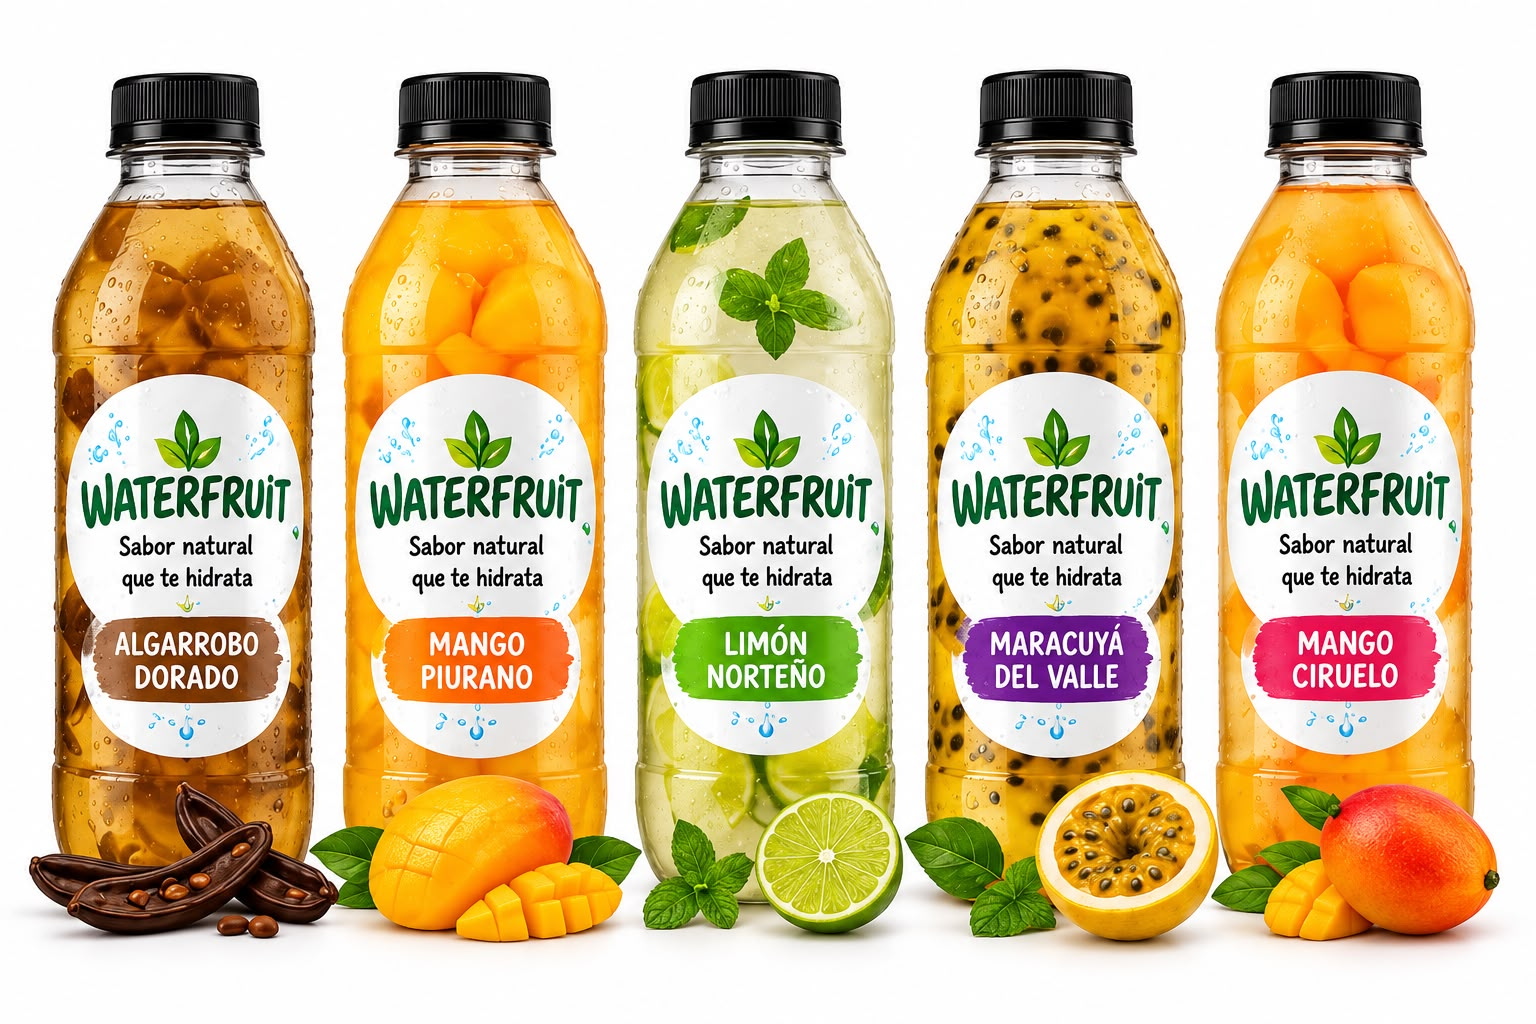 WATERFRUiT
Sabor natural
que te hidrata
ALGARROBO
DORADO
WATERFRUiT
Sabor natural
que te hidrata
MANGO
PIURANO
WATERFRUiT
Sabor natural
que te hidrata
LIMÓN
NORTEÑO
WATERFRUiT
Sabor natural
que te hidrata
MARACUYÁ
DEL VALLE
WATERFRUiT
Sabor natural
que te hidrata
MANGO
CIRUELO